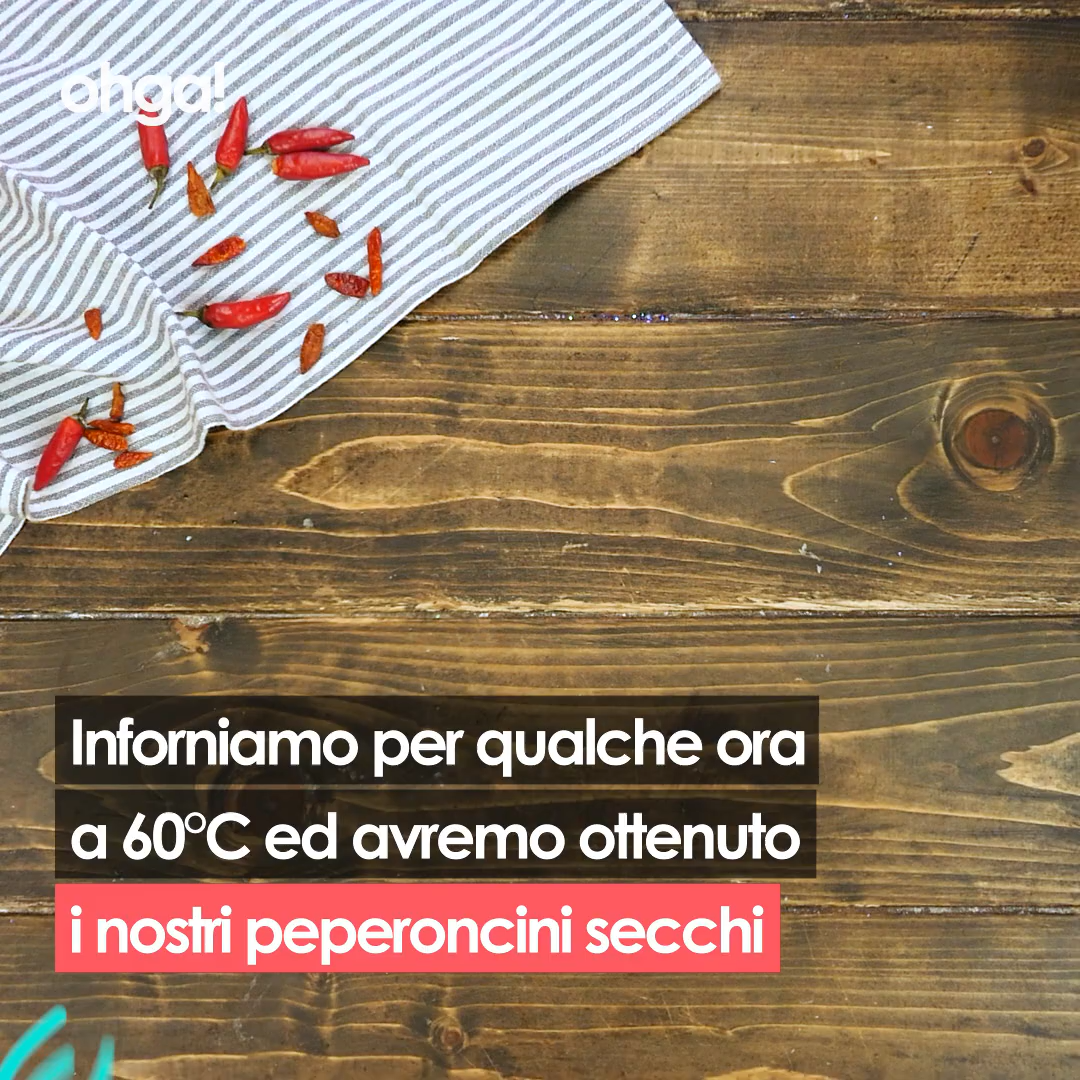 ohga!
Inforniamo per qualche ora
a 60°C ed avremo ottenuto
i nostri peperoncini secchi